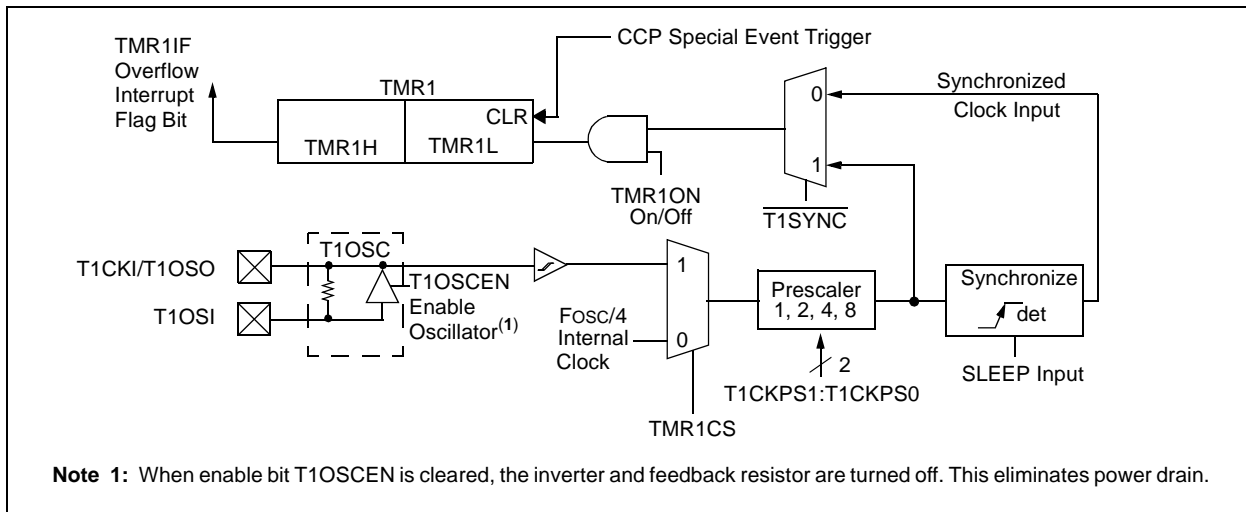 TMR1IF
Overflow
Interrupt
Flag Bit
TMR1
TMR1H
TMR1L
CLR
CCP Special Event Trigger
TMR1ON
On/Off
0
1
T1SYNC
Synchronized
Clock Input
T1CKI/T1OSO
T1OSI
T1OSC
T1OSCEN
Enable
Oscillator(1)
FOSC/4
Internal
Clock
1
0
TMR1CS
Prescaler
1, 2, 4, 8
2
T1CKPS1:T1CKPS0
Synchronize
det
SLEEP Input
Note 1: When enable bit T1OSCEN is cleared, the inverter and feedback resistor are turned off. This eliminates power drain.